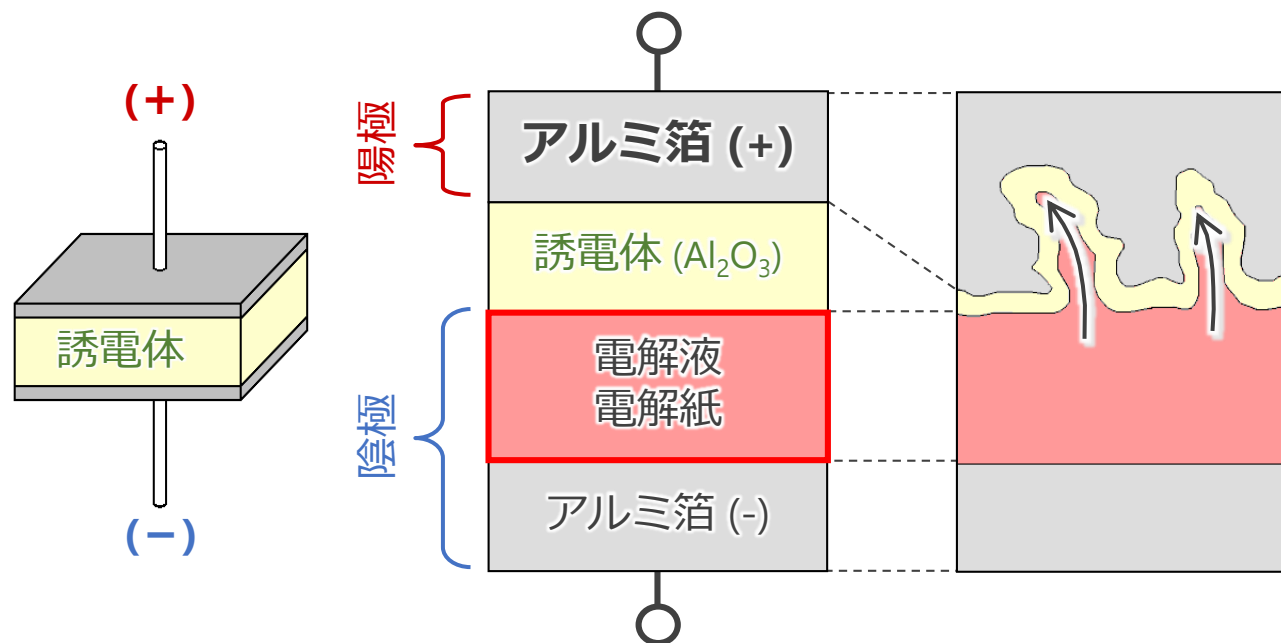 (+)
誘電体
(−)
陽極
陰極
アルミ箔 (+)
誘電体 (Al₂O₃)
電解液
電解紙
アルミ箔 (-)